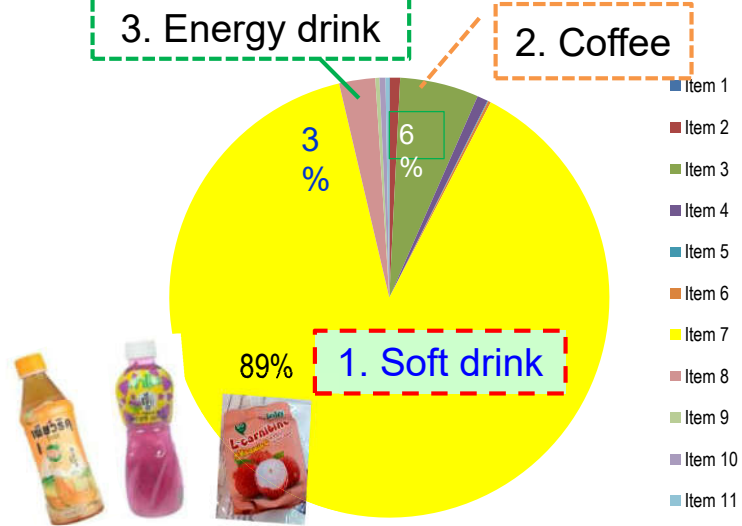 3. Energy drink
2. Coffee
3
%
6
%
89%
1. Soft drink
Item 1
Item 2
Item 3
Item 4
Item 5
Item 6
Item 7
Item 8
Item 9
Item 10
Item 11
L-carnitine